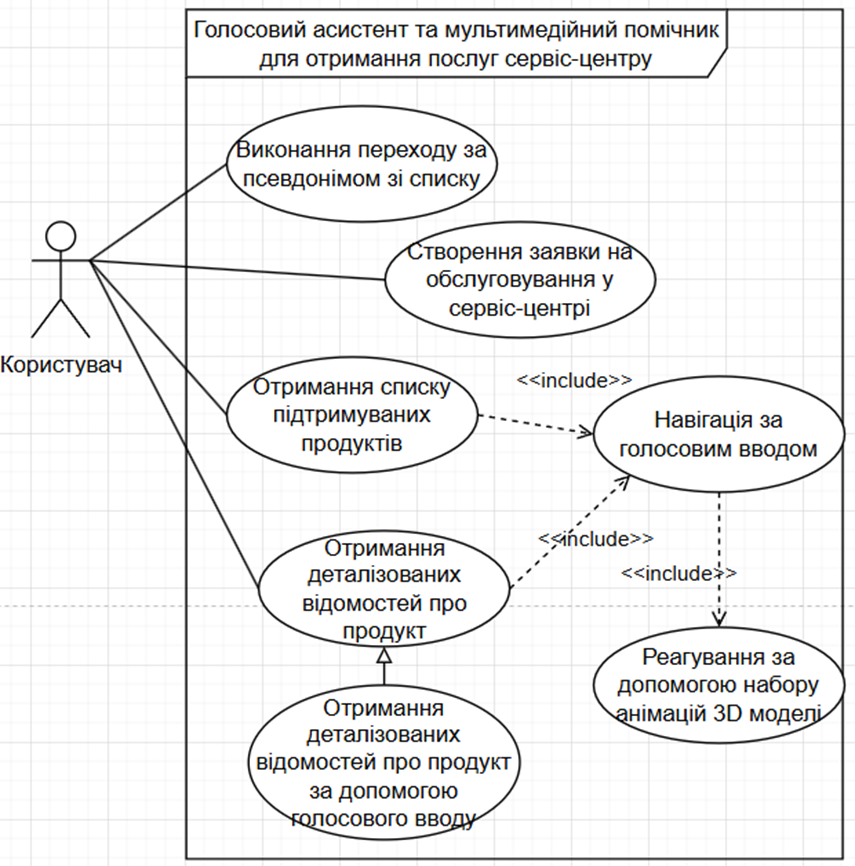 Голосовий асистент та мультимедійний помічник
для отримання послуг сервіс-центру
Виконання переходу за
псевдонімом зі списку
Створення заявки на
обслуговування у
сервіс-центрі
Користувач
Отримання списку
підтримуваних
продуктів
<<include>>
Навігація за
голосовим вводом
Отримання
деталізованих
відомостей про
продукт
<<include>>
<<include>>
Реагування за
допомогою набору
анімацій 3D моделі
Отримання
деталізованих
відомостей про продукт
за допомогою
голосового вводу